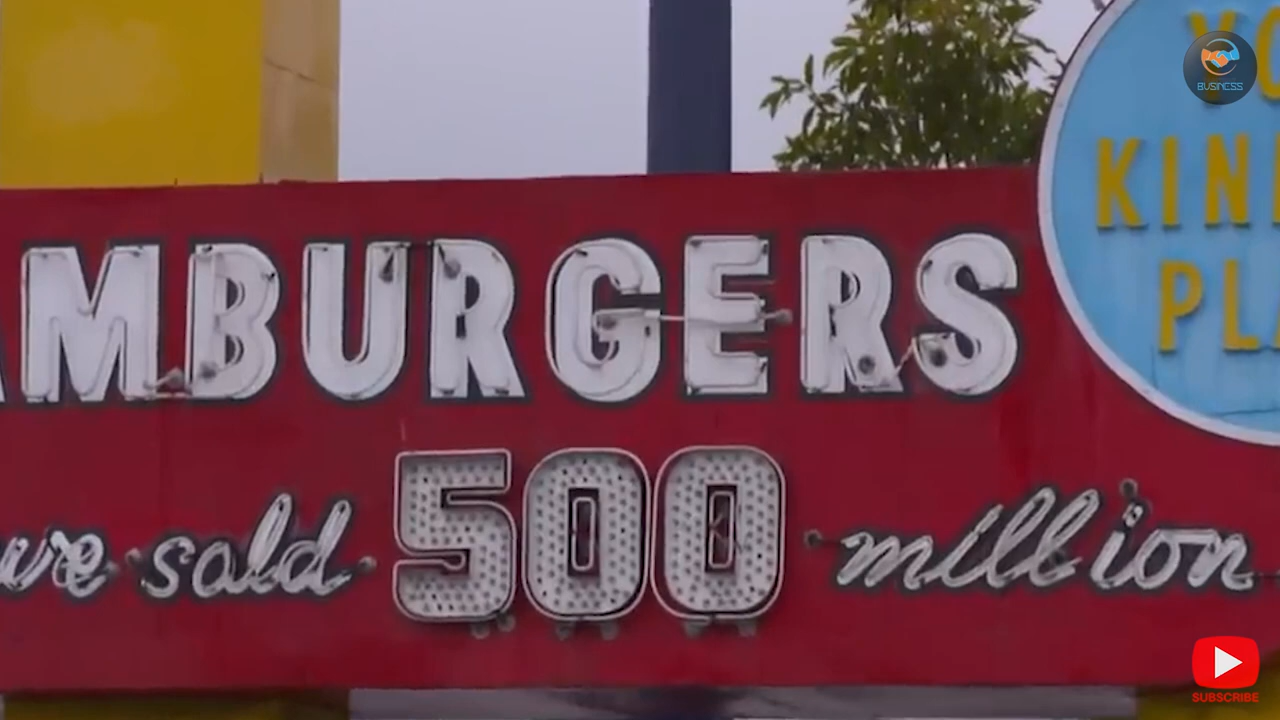 AMBURGERS
we sold 500 million
KIN
PL
BUSINESS
SUBSCRIBE